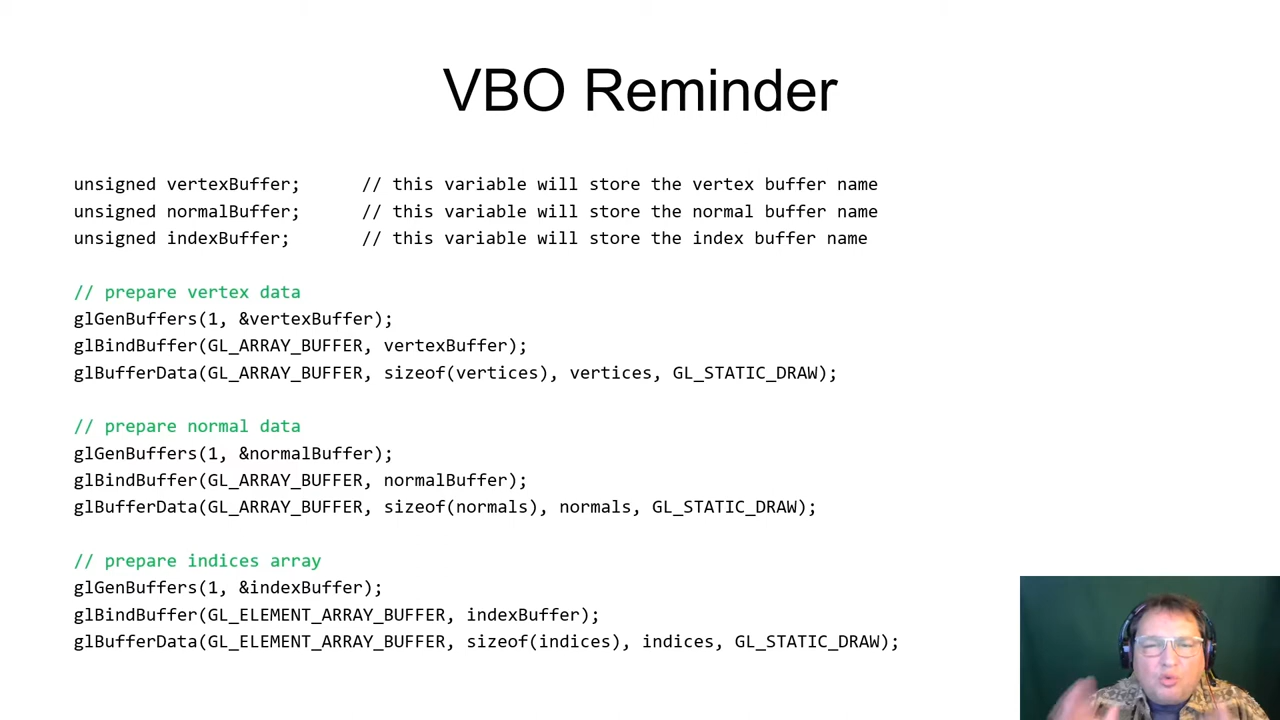 VBO Reminder
unsigned vertexBuffer; // this variable will store the vertex buffer name
unsigned normalBuffer; // this variable will store the normal buffer name
unsigned indexBuffer; // this variable will store the index buffer name
// prepare vertex data
glGenBuffers(1, &vertexBuffer);
glBindBuffer(GL_ARRAY_BUFFER, vertexBuffer);
glBufferData(GL_ARRAY_BUFFER, sizeof(vertices), vertices, GL_STATIC_DRAW);
// prepare normal data
glGenBuffers(1, &normalBuffer);
glBindBuffer(GL_ARRAY_BUFFER, normalBuffer);
glBufferData(GL_ARRAY_BUFFER, sizeof(normals), normals, GL_STATIC_DRAW);
// prepare indices array
glGenBuffers(1, &indexBuffer);
glBindBuffer(GL_ELEMENT_ARRAY_BUFFER, indexBuffer);
glBufferData(GL_ELEMENT_ARRAY_BUFFER, sizeof(indices), indices, GL_STATIC_DRAW);